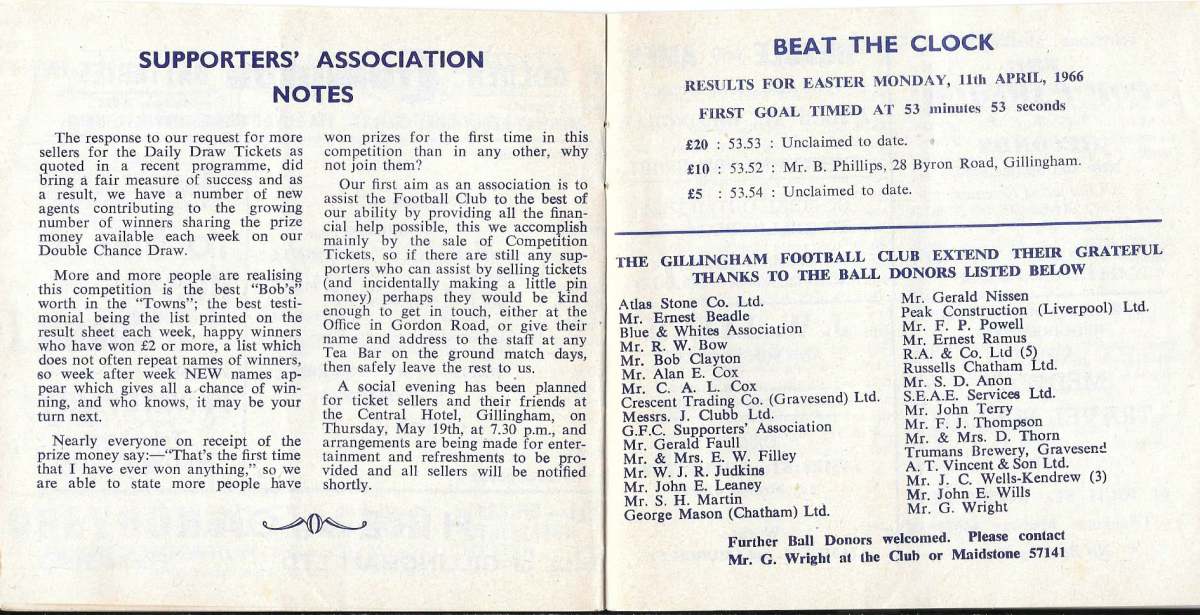 SUPPORTERS' ASSOCIATION
NOTES
The response to our request for more
sellers for the Daily Draw Tickets as
quoted in a recent programme, did
bring a fair measure of success and as
a result, we have a number of new
agents contributing to the growing
number of winners sharing the prize
money available each week on our
Double Chance Draw.
More and more people are realising
this competition is the best "Bob's"
worth in the "Towns"; the best testi-
monial being the list printed on the
result sheet each week, happy winners
who have won £2 or more, a list which
does not often repeat names of winners,
so week after week NEW names ap-
pear which gives all a chance of win-
ning, and who knows, it may be your
turn next.
Nearly everyone on receipt of the
prize money say:—"That's the first time
that I have ever won anything," so we
are able to state more people have
won prizes for the first time in this
competition than in any other, why
not join them?
Our first aim as an association is to
assist the Football Club to the best of
our ability by providing all the finan-
cial help possible, this we accomplish
mainly by the sale of Competition
Tickets, so if there are still any sup-
porters who can assist by selling tickets
(and incidentally making a little pin
money) perhaps they would be kind
enough to get in touch, either at the
Office in Gordon Road, or give their
name and address to the staff at any
Tea Bar on the ground match days,
then safely leave the rest to us.
A social evening has been planned
for ticket sellers and their friends at
the Central Hotel, Gillingham, on
Thursday, May 19th, at 7.30 p.m., and
arrangements are being made for enter-
tainment and refreshments to be pro-
vided and all sellers will be notified
shortly.
BEAT THE CLOCK
RESULTS FOR EASTER MONDAY, 11th APRIL, 1966
FIRST GOAL TIMED AT 53 minutes 53 seconds
£20 : 53.53 : Unclaimed to date.
£10 : 53.52 : Mr. B. Phillips, 28 Byron Road, Gillingham.
£5 : 53.54 : Unclaimed to date.
THE GILLINGHAM FOOTBALL CLUB EXTEND THEIR GRATEFUL
THANKS TO THE BALL DONORS LISTED BELOW
Atlas Stone Co. Ltd.
Mr. Ernest Beadle
Blue & Whites Association
Mr. R. W. Bow
Mr. Bob Clayton
Mr. Alan E. Cox
Mr. C. A. L. Cox
Crescent Trading Co. (Gravesend) Ltd.
Messrs. J. Clubb Ltd.
G.F.C. Supporters' Association
Mr. Gerald Faull
Mr. & Mrs. E. W. Filley
Mr. W. J. R. Judkins
Mr. John E. Leaney
Mr. S. H. Martin
George Mason (Chatham) Ltd.
Mr. Gerald Nissen
Peak Construction (Liverpool) Ltd.
Mr. F. P. Powell
Mr. Ernest Ramus
R.A. & Co. Ltd (5)
Russells Chatham Ltd.
Mr. S. D. Anon
S.E.A.E. Services Ltd.
Mr. John Terry
Mr. F. J. Thompson
Mr. & Mrs. D. Thorn
Trumans Brewery, Gravesend
A. T. Vincent & Son Ltd.
Mr. J. C. Wells-Kendrew (3)
Mr. John E. Wills
Mr. G. Wright
Further Ball Donors welcomed. Please contact
Mr. G. Wright at the Club or Maidstone 57141